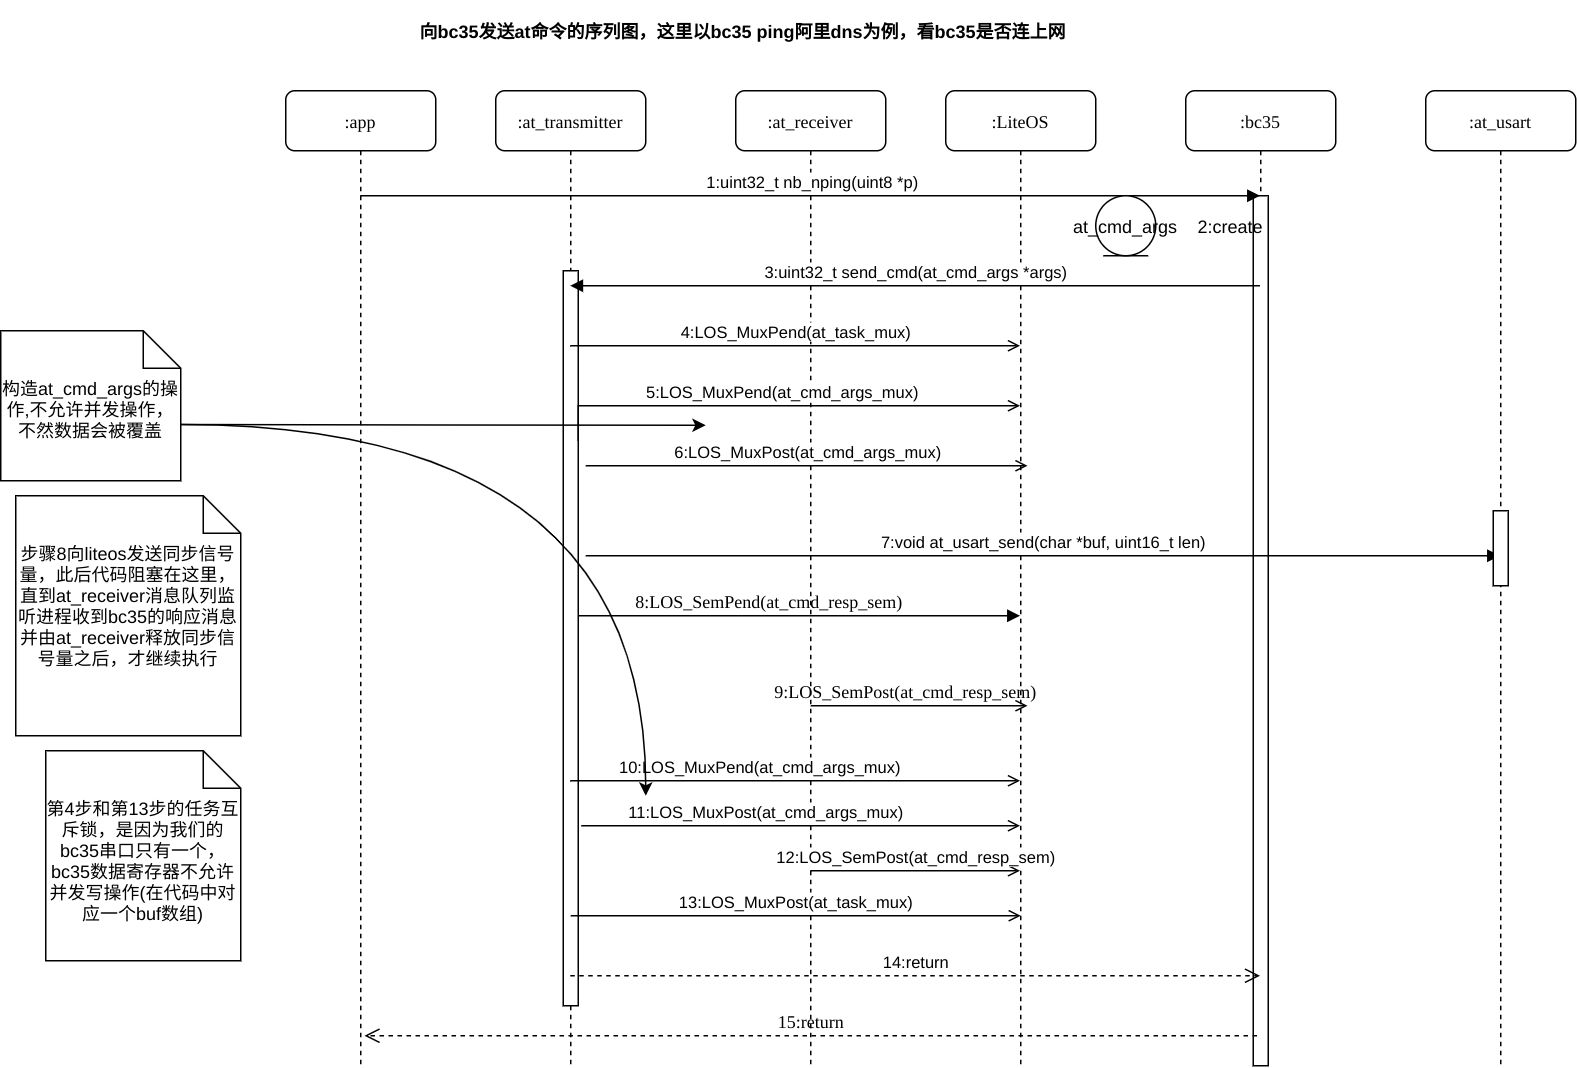 向bc35发送at命令的序列图，这里以bc35 ping阿里dns为例，看bc35是否连上网
:app
:at_transmitter
:at_receiver
:LiteOS
:bc35
:at_usart
1:uint32_t nb_nping(uint8 *p)
at_cmd_args
2:create
3:uint32_t send_cmd(at_cmd_args *args)
4:LOS_MuxPend(at_task_mux)
构造at_cmd_args的操
作,不允许并发操作，
不然数据会被覆盖
5:LOS_MuxPend(at_cmd_args_mux)
6:LOS_MuxPost(at_cmd_args_mux)
7:void at_usart_send(char *buf, uint16_t len)
步骤8向liteos发送同步信号
量，此后代码阻塞在这里，
直到at_receiver消息队列监
听进程收到bc35的响应消息
并由at_receiver释放同步信
号量之后，才继续执行
8:LOS_SemPend(at_cmd_resp_sem)
9:LOS_SemPost(at_cmd_resp_sem)
10:LOS_MuxPend(at_cmd_args_mux)
第4步和第13步的任务互
斥锁，是因为我们的
bc35串口只有一个，
bc35数据寄存器不允许
并发写操作(在代码中对
应一个buf数组)
11:LOS_MuxPost(at_cmd_args_mux)
12:LOS_SemPost(at_cmd_resp_sem)
13:LOS_MuxPost(at_task_mux)
14:return
15:return